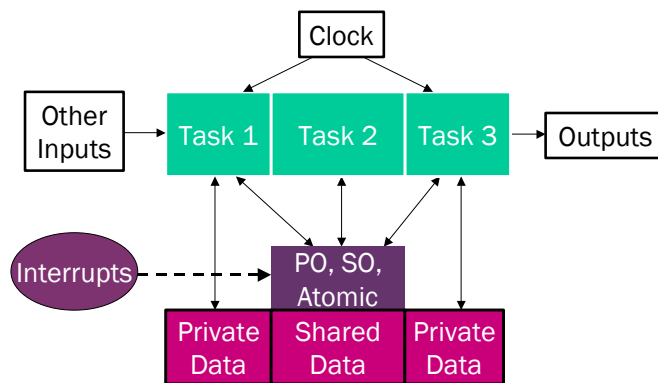 Clock
Other
Inputs
Task 1
Task 2
Task 3
Outputs
Interrupts
PO, SO,
Atomic
Private
Data
Shared
Data
Private
Data